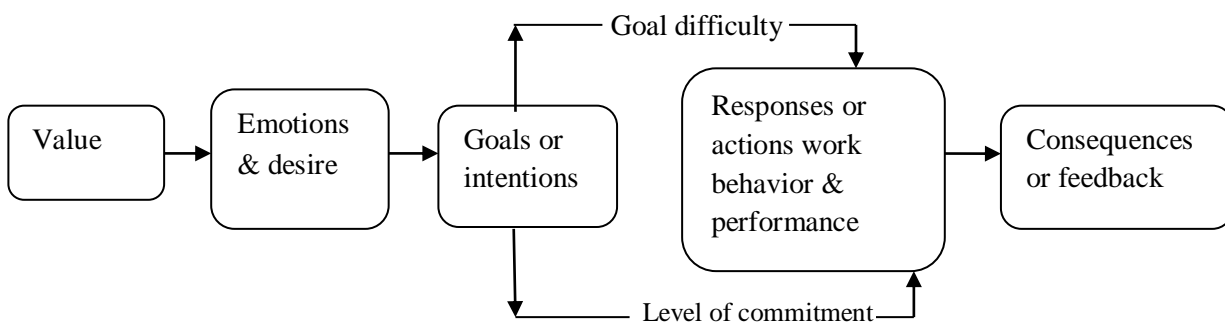 Goal difficulty
Value
Emotions
& desire
Goals or
intentions
Responses or
actions work
behavior &
performance
Consequences
or feedback
Level of commitment